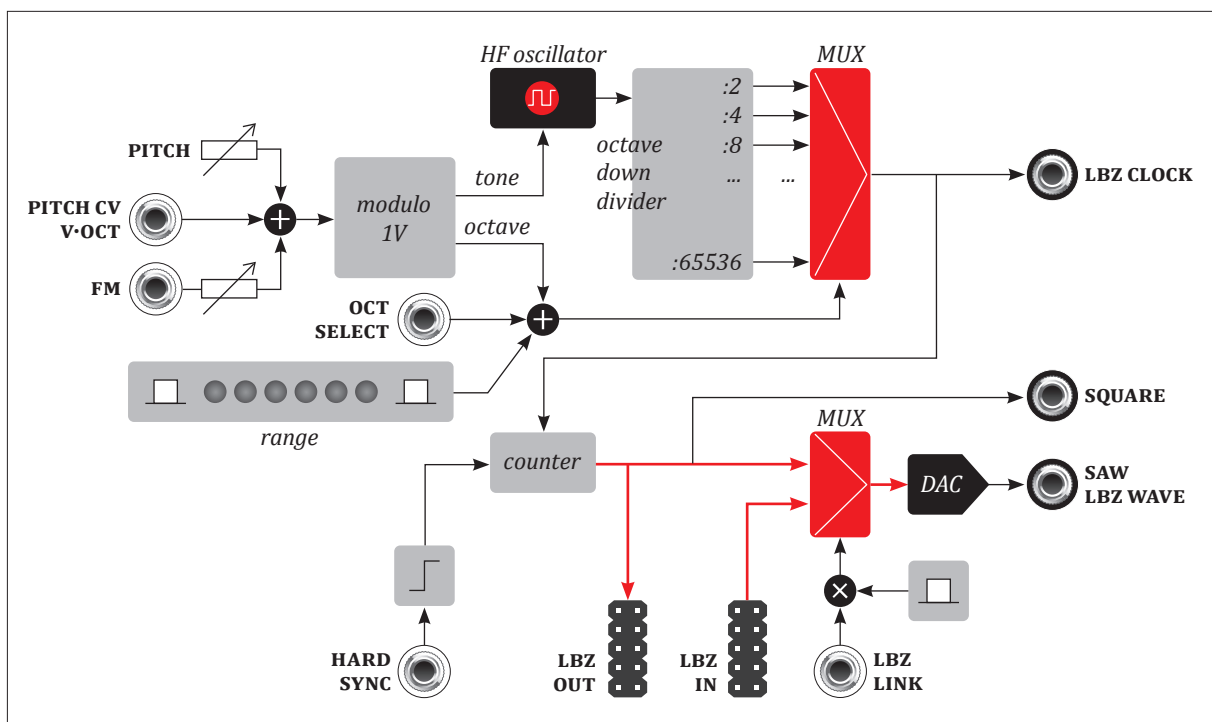 HF oscillator
MUX
:2
:4
:8
...
...
:65536
octave
down
divider
PITCH
PITCH CV
V·OCT
FM
modulo
1V
tone
octave
LBZ CLOCK
OCT
SELECT
range
counter
MUX
SQUARE
DAC
SAW
LBZ WAVE
HARD
SYNC
LBZ
OUT
LBZ
IN
LBZ
LINK